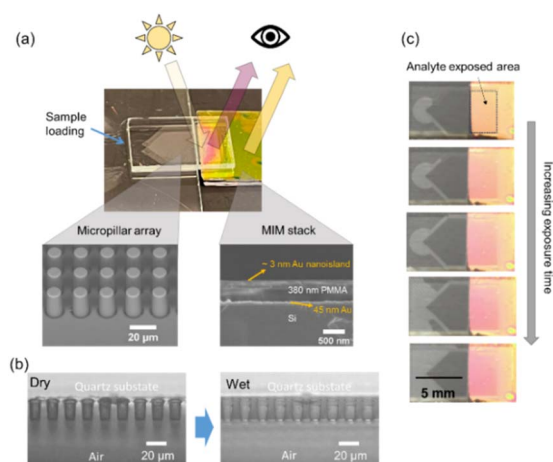 (a)
(c)
Analyte exposed area
Sample
loading
Increasing exposure time
Micropillar array
MIM stack
~ 3 nm Au nanoisland
380 nm PMMA
45 nm Au
Si
20 µm
500 nm
(b)
Dry
Quartz substate
Wet
Quartz substate
5 mm
20 µm
Air
20 µm
Air